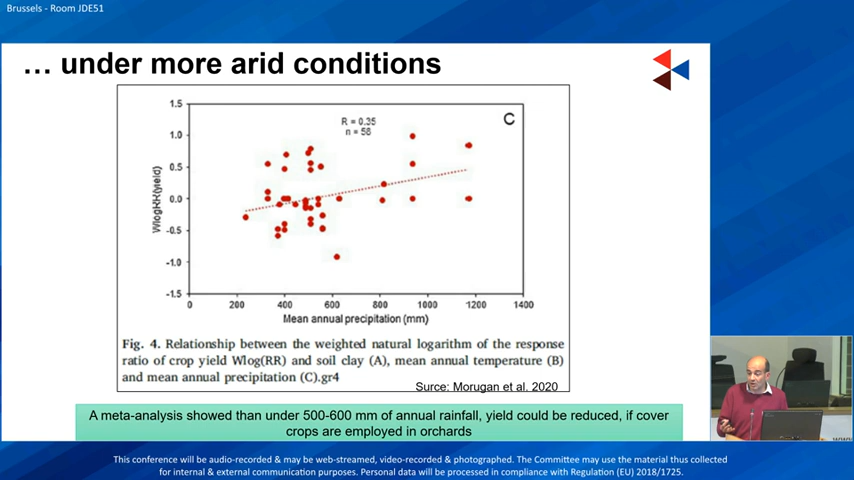 Brussels - Room JDE51
… under more arid conditions
C
R = 0.35
n = 58
1.5
1.0
0.5
0.0
-0.5
-1.0
-1.5
WlogRR(yield)
0 200 400 600 800 1000 1200 1400
Mean annual precipitation (mm)
Fig. 4. Relationship between the weighted natural logarithm of the response
ratio of crop yield Wlog(RR) and soil clay (A), mean annual temperature (B)
and mean annual precipitation (C).gr4
Surce: Morugan et al. 2020
A meta-analysis showed than under 500-600 mm of annual rainfall, yield could be reduced, if cover
crops are employed in orchards
This conference will be audio-recorded & may be web-streamed, video-recorded & photographed. The Committee may use the material thus collected
for internal & external communication purposes. Personal data will be processed in compliance with Regulation (EU) 2018/1725.